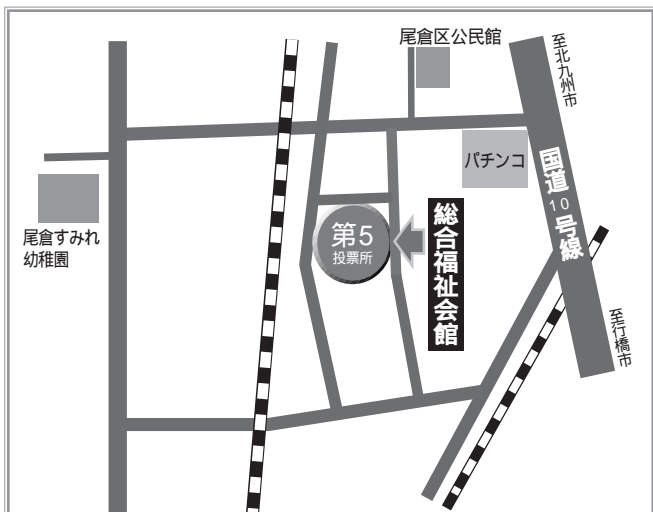 尾倉区公民館
至北九州市
パチンコ
国道10号線
尾倉すみれ
幼稚園
第5
投票所
総合福祉会館
至行橋市